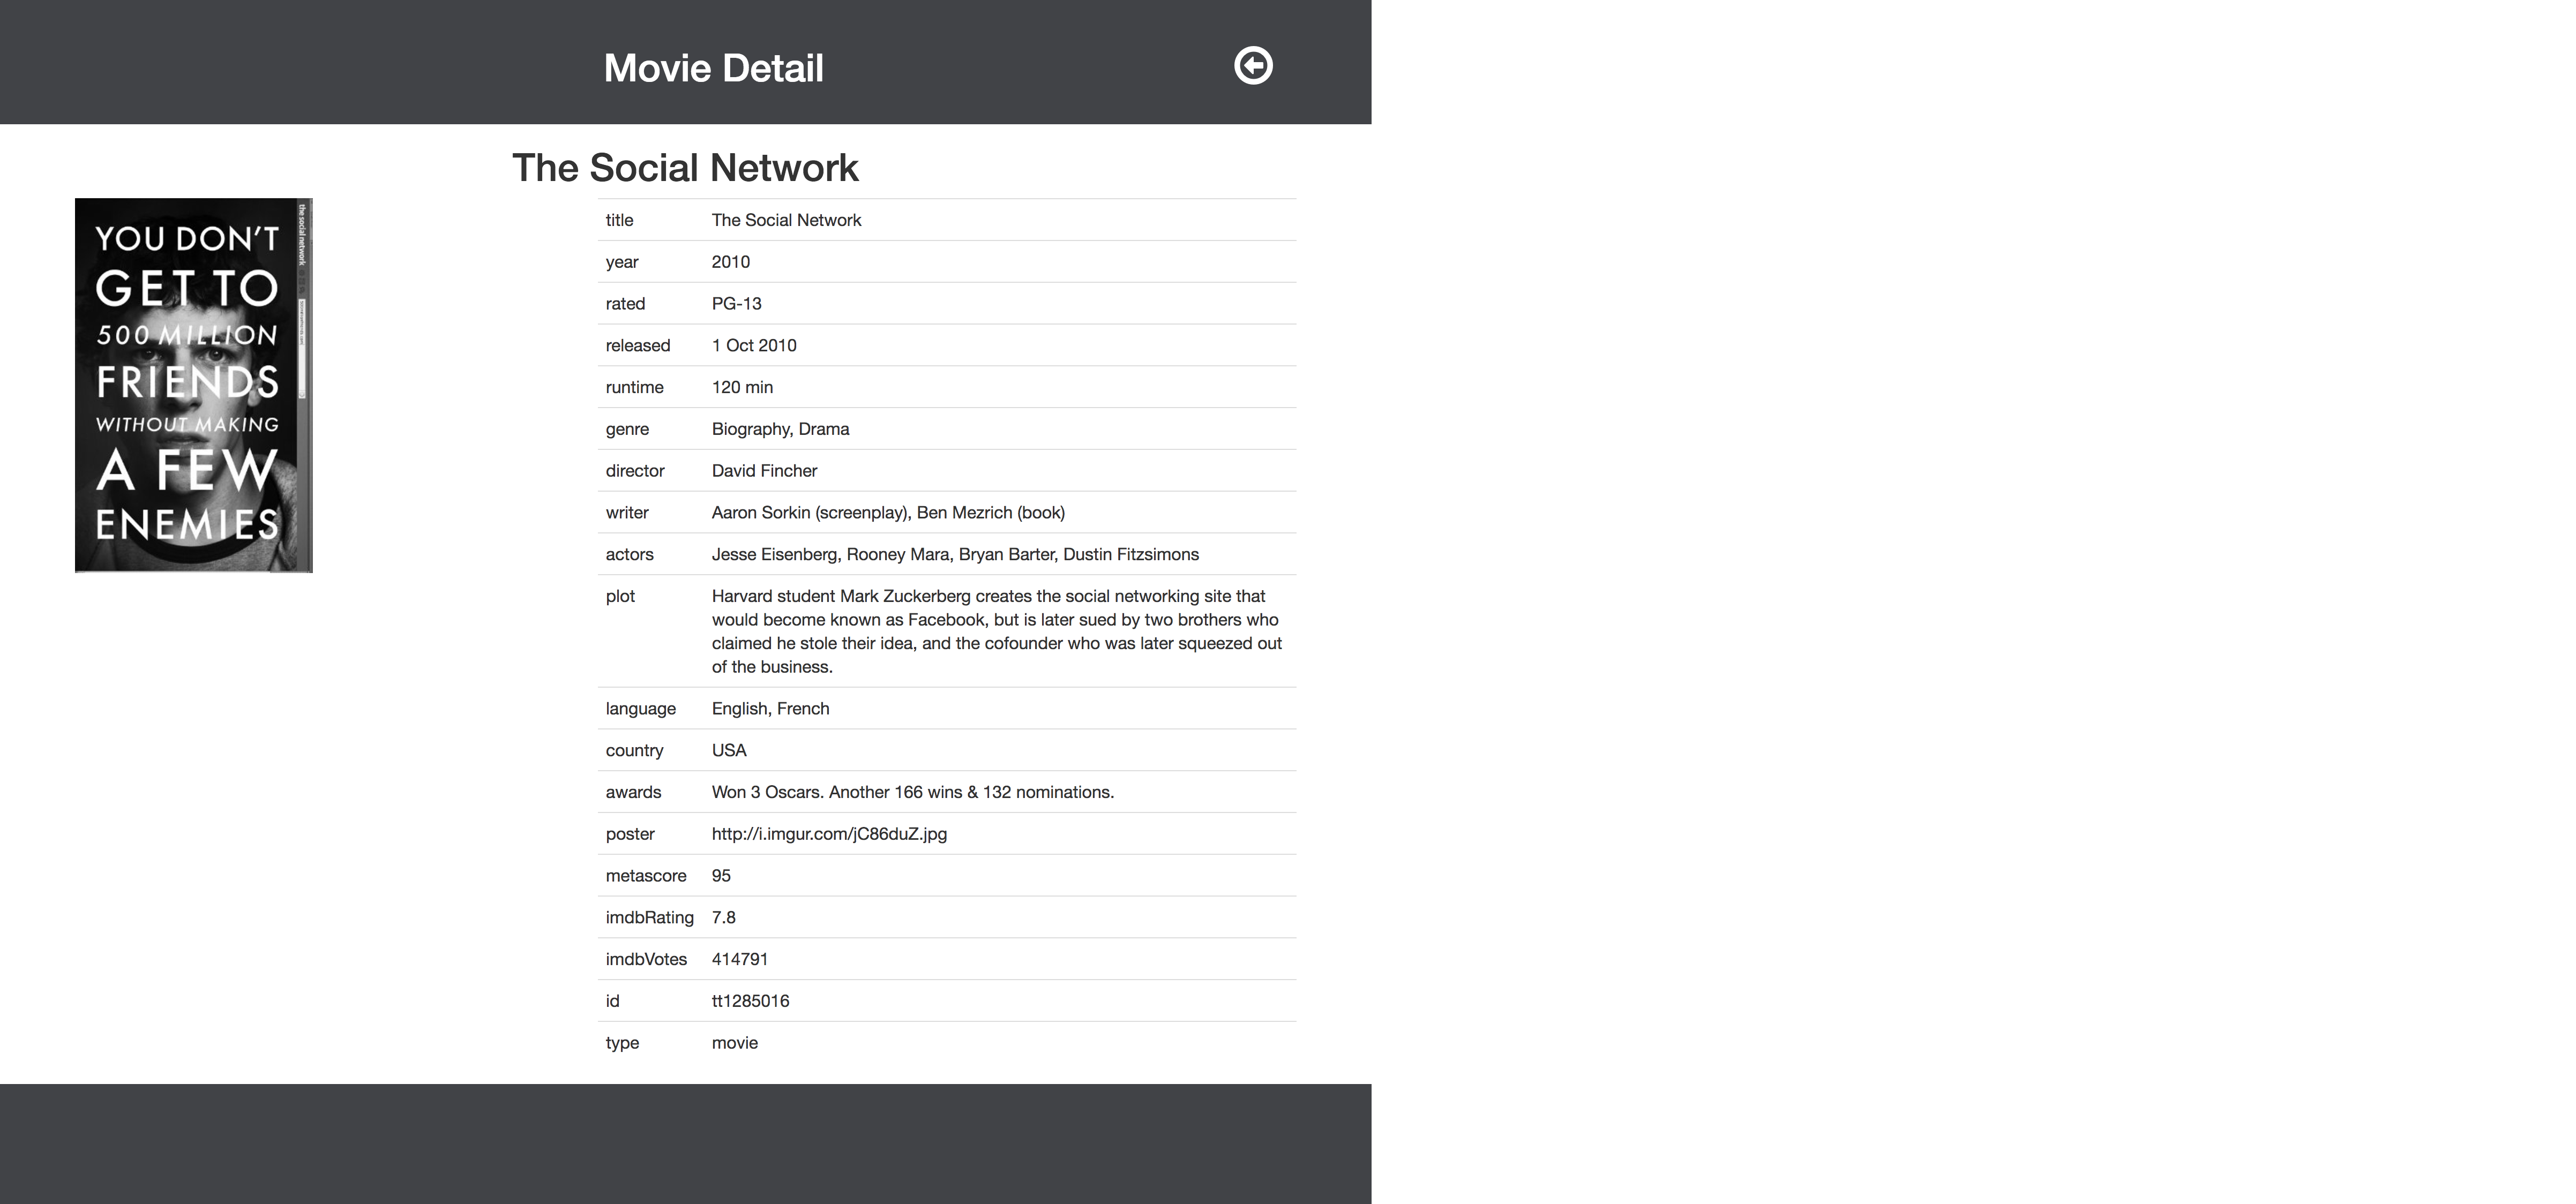 Movie Detail
The Social Network
YOU DON'T
GET TO
500 MILLION
FRIENDS
WITHOUT MAKING
A FEW
ENEMIES
the social network
title The Social Network
year 2010
rated PG-13
released 1 Oct 2010
runtime 120 min
genre Biography, Drama
director David Fincher
writer Aaron Sorkin (screenplay), Ben Mezrich (book)
actors Jesse Eisenberg, Rooney Mara, Bryan Barter, Dustin Fitzsimons
plot Harvard student Mark Zuckerberg creates the social networking site that
would become known as Facebook, but is later sued by two brothers who
claimed he stole their idea, and the cofounder who was later squeezed out
of the business.
language English, French
country USA
awards Won 3 Oscars. Another 166 wins & 132 nominations.
poster http://i.imgur.com/jC86duZ.jpg
metascore 95
imdbRating 7.8
imdbVotes 414791
id tt1285016
type movie